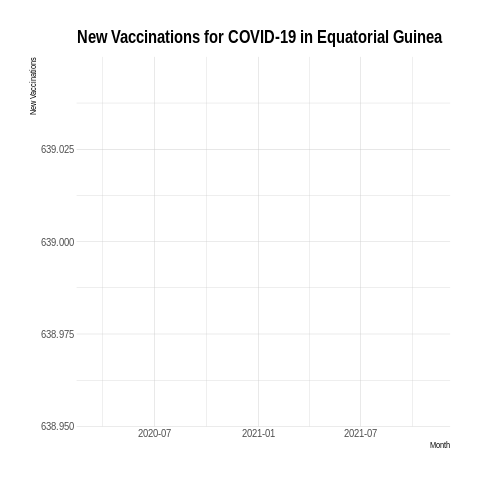 New Vaccinations for COVID-19 in Equatorial Guinea
New Vaccinations
639.025
639.000
638.975
638.950
2020-07 2021-01 2021-07
Month